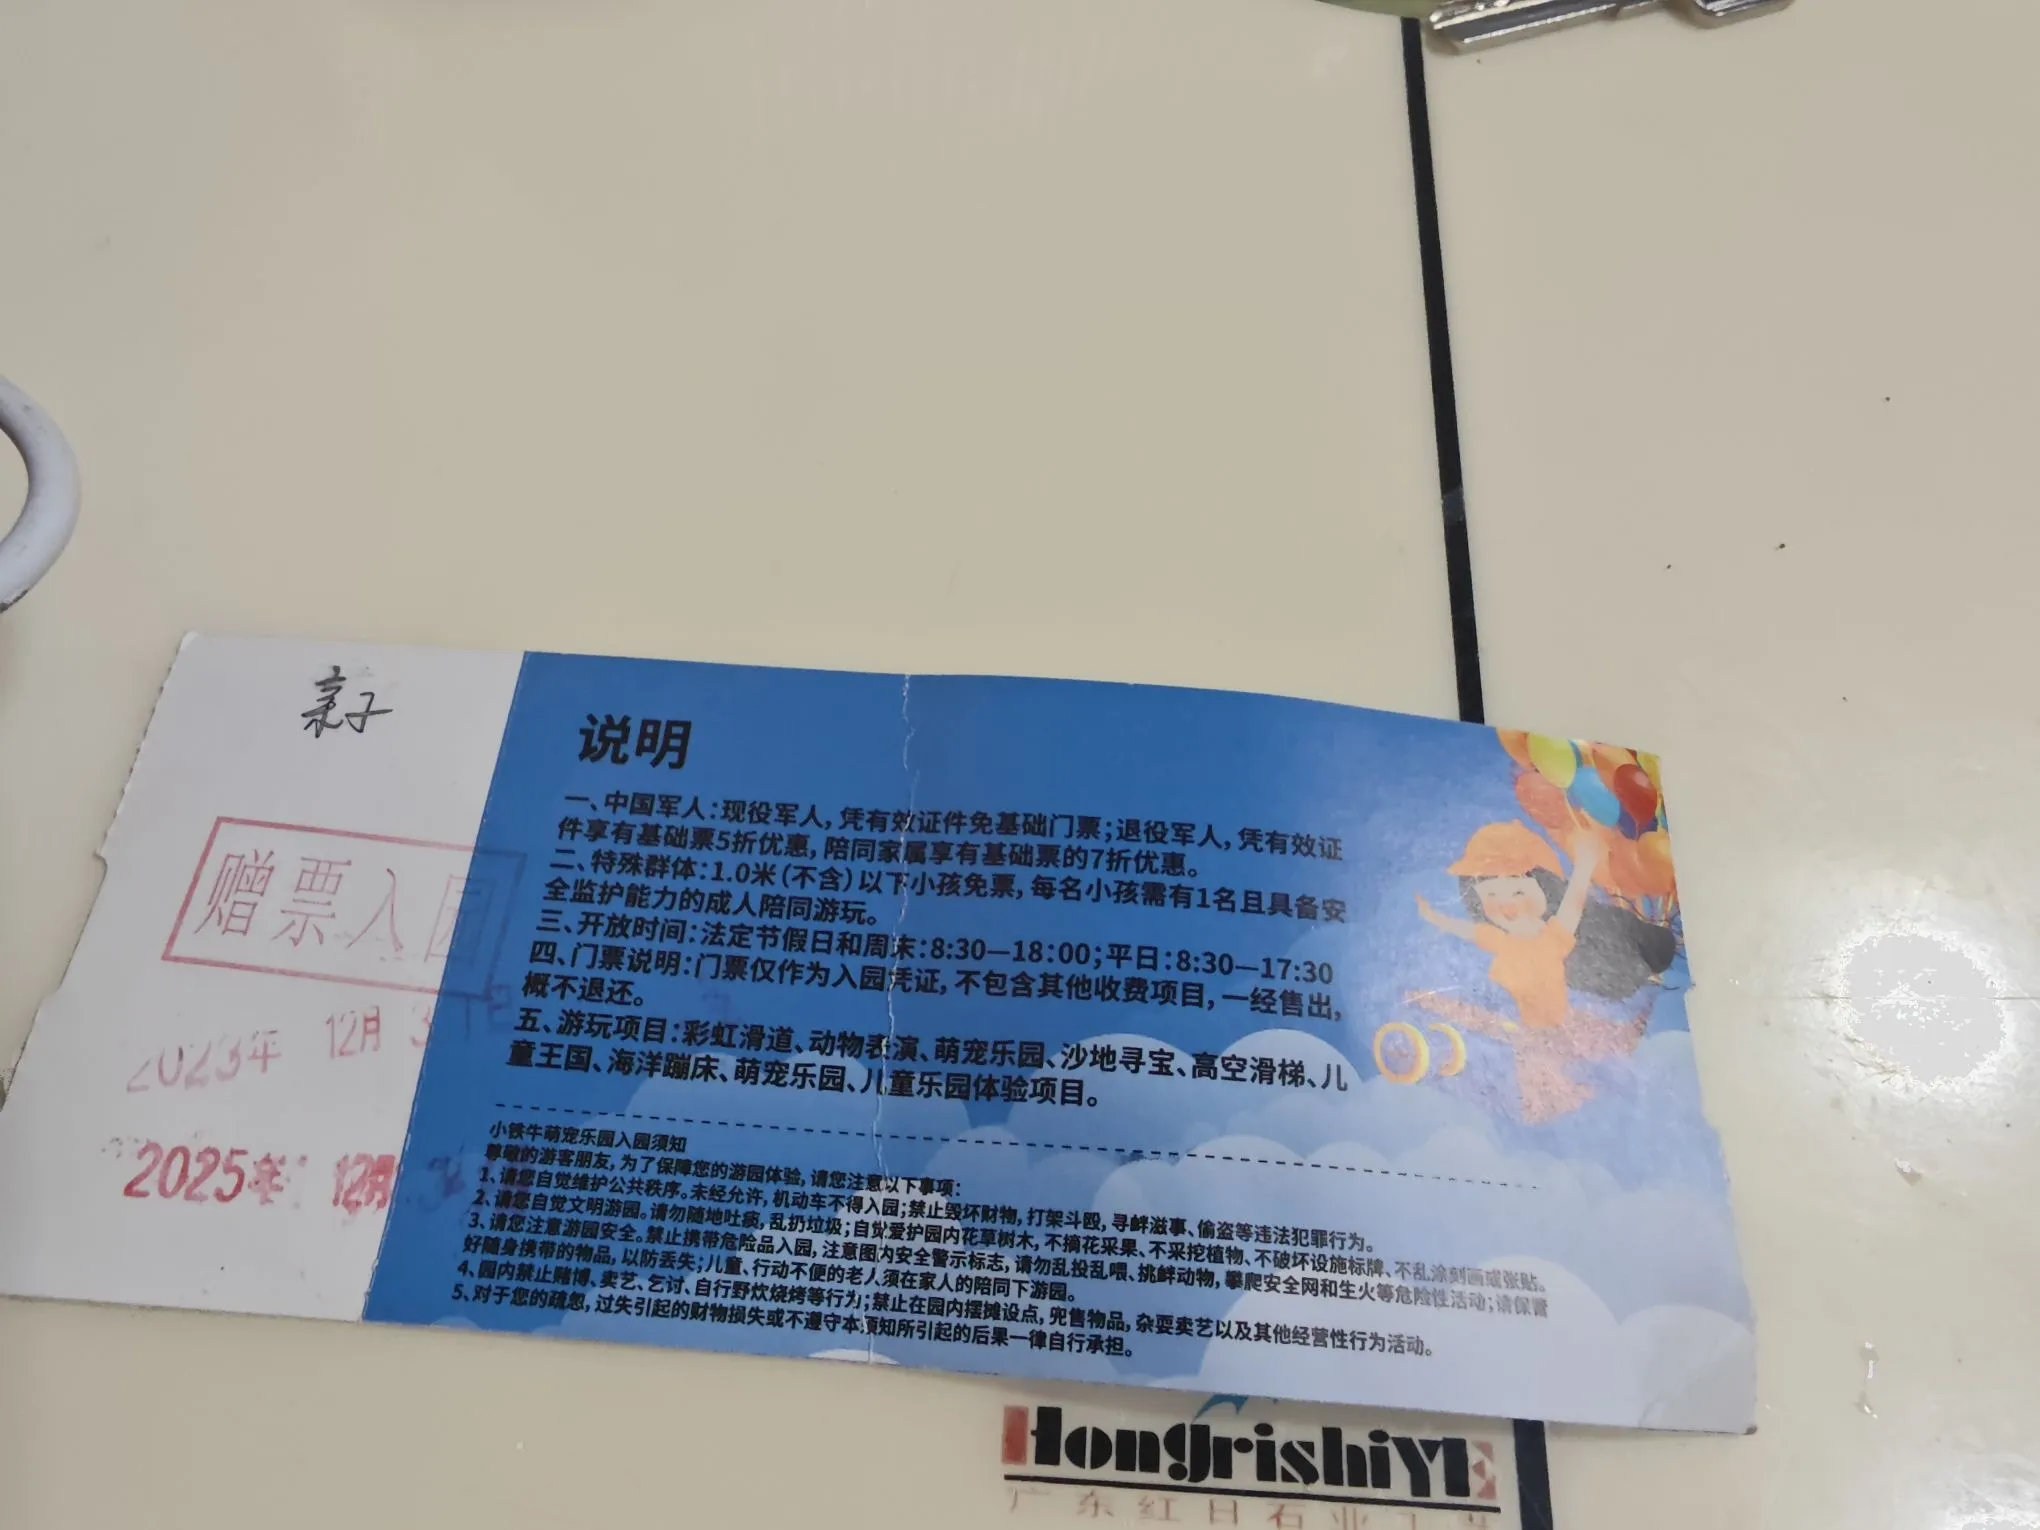 亲子
赠票入园
2023年 12月 31日
2025年 12月
说明
一、中国军人：现役军人，凭有效证件免基础门票；退役军人，凭有效证
件享有基础票5折优惠，陪同家属享有基础票的7折优惠。
二、特殊群体：1.0米（不含）以下小孩免票，每名小孩需有1名且具备安
全监护能力的成人陪同游玩。
三、开放时间：法定节假日和周末：8:30—18:00；平日：8:30—17:30
四、门票说明：门票仅作为入园凭证，不包含其他收费项目，一经售出，
概不退还。
五、游玩项目：彩虹滑道、动物表演、萌宠乐园、沙地寻宝、高空滑梯、儿
童王国、海洋蹦床、萌宠乐园、儿童乐园体验项目。
小铁牛萌宠乐园入园须知
尊敬的游客朋友，为了保障您的游园体验，请您注意以下事项：
1、请您自觉维护公共秩序。未经允许，机动车不得入园；禁止毁坏财物，打架斗殴，寻衅滋事、偷盗等违法犯罪行为。
2、请您自觉文明游园。请勿随地吐痰，乱扔垃圾；自觉爱护园内花草树木，不摘花采果、不采挖植物、不破坏设施标牌、不乱涂刻画或张贴。
3、请您注意游园安全。禁止携带危险品入园，注意图内安全警示标志，请勿乱投乱喂、挑衅动物，攀爬安全网和生火等危险性活动；请保管
好随身携带的物品，以防丢失；儿童、行动不便的老人须在家人的陪同下游园。
4、园内禁止赌博、卖艺、乞讨、自行野炊烧烤等行为；禁止在园内摆摊设点，兜售物品，杂耍卖艺以及其他经营性行为活动。
5、对于您的疏忽，过失引起的财物损失或不遵守本须知所引起的后果一律自行承担。
HongrishiYE
广东红日石业